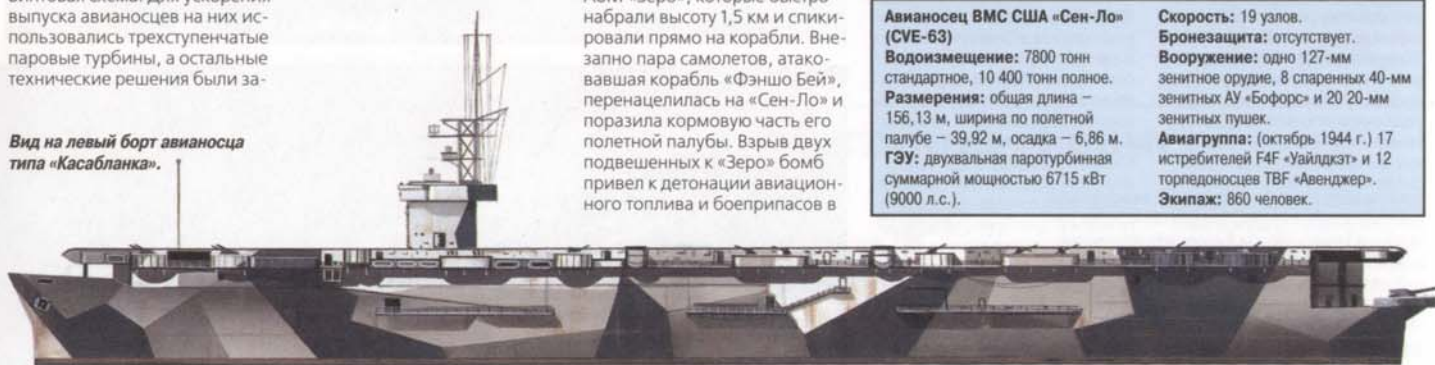 выпуска авианосцев на них ис-
пользовались трехступенчатые
паровые турбины, а остальные
технические решения были за-
Вид на левый борт авианосца
типа «Касабланка».
набрали высоту 1,5 км и спики-
ровали прямо на корабли. Вне-
запно пара самолетов, атако-
вавшая корабль «Фэншо Бей»,
перенацелилась на «Сен-Ло» и
поразила кормовую часть его
полетной палубы. Взрыв двух
подвешенных к «Зеро» бомб
привел к детонации авиацион-
ного топлива и боеприпасов в
Авианосец ВМС США «Сен-Ло»
(CVE-63)
Водоизмещение: 7800 тонн
стандартное, 10 400 тонн полное.
Размерения: общая длина –
156,13 м, ширина по полетной
палубе – 39,92 м, осадка – 6,86 м.
ГЭУ: двухвальная паротурбинная
суммарной мощностью 6715 кВт
(9000 л.с.).
Скорость: 19 узлов.
Бронезащита: отсутствует.
Вооружение: одно 127-мм
зенитное орудие, 8 спаренных 40-мм
зенитных АУ «Бофорс» и 20 20-мм
зенитных пушек.
Авиагруппа: (октябрь 1944 г.) 17
истребителей F4F «Уайлдкэт» и 12
торпедоносцев TBF «Авенджер».
Экипаж: 860 человек.